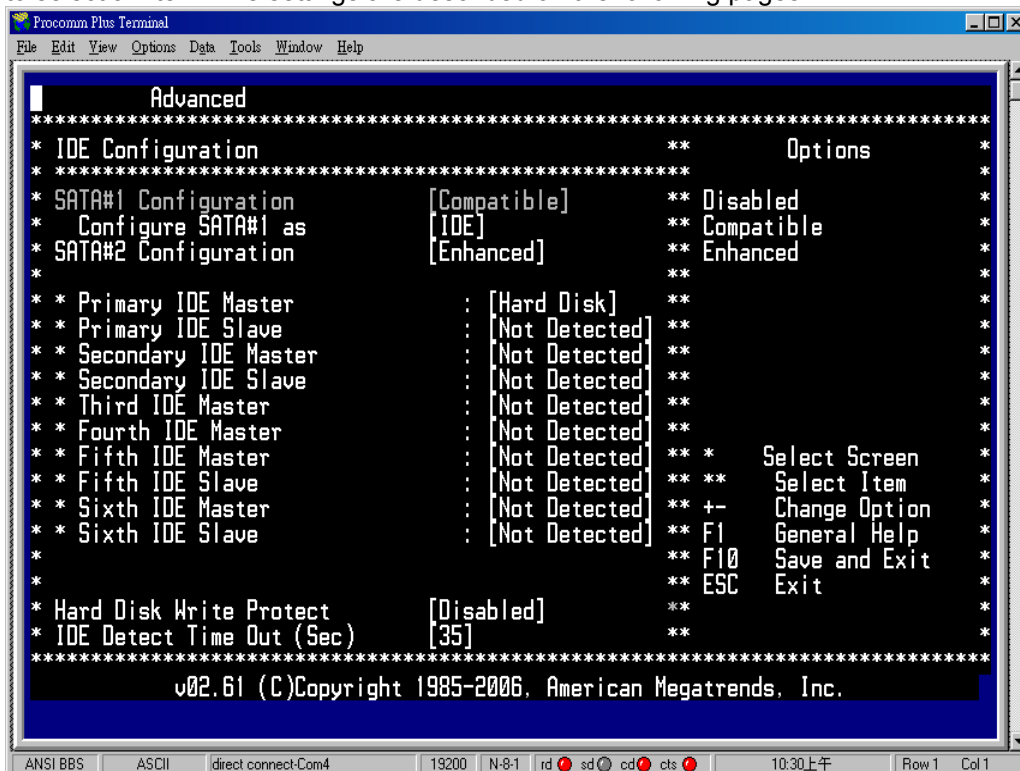 Procomm Plus Terminal
File Edit View Options Data Tools Window Help
Advanced
********************************************************************************
* IDE Configuration ** Options *
* ***************************************************** *
* SATA#1 Configuration [Compatible] ** Disabled *
* Configure SATA#1 as [IDE] ** Compatible *
* SATA#2 Configuration [Enhanced] ** Enhanced *
* ** *
* * Primary IDE Master : [Hard Disk] ** *
* * Primary IDE Slave : [Not Detected] ** *
* * Secondary IDE Master : [Not Detected] ** *
* * Secondary IDE Slave : [Not Detected] ** *
* * Third IDE Master : [Not Detected] ** *
* * Fourth IDE Master : [Not Detected] ** *
* * Fifth IDE Master : [Not Detected] ** * Select Screen *
* * Fifth IDE Slave : [Not Detected] ** ** Select Item *
* * Sixth IDE Master : [Not Detected] ** +- Change Option *
* * Sixth IDE Slave : [Not Detected] ** F1 General Help *
* ** F10 Save and Exit *
* ** ESC Exit *
* Hard Disk Write Protect [Disabled] ** *
* IDE Detect Time Out (Sec) [35] ** *
********************************************************************************
v02.61 (C)Copyright 1985-2006, American Megatrends, Inc.
ANSI BBS ASCII direct connect-Com4 19200 N-8-1 rd sd cd cts 10:30上午 Row 1 Col 1